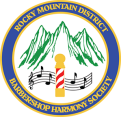 ROCKY MOUNTAIN DISTRICT
BARBERSHOP HARMONY SOCIETY